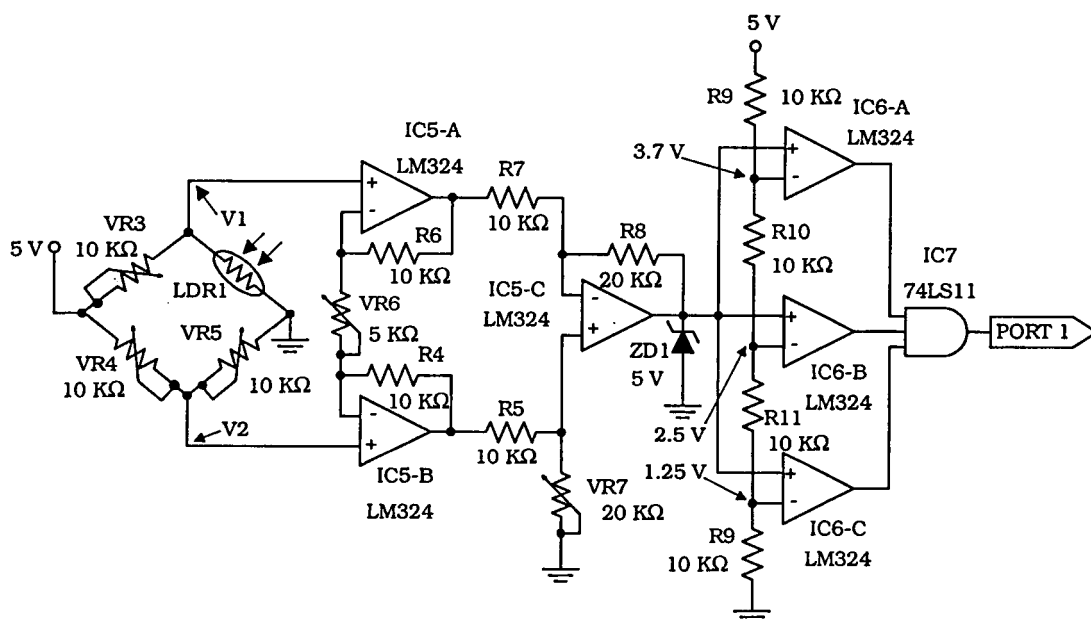 5 V
R9
10 KΩ
IC6-A
LM324
3.7 V
IC5-A
LM324
R7
10 KΩ
V1
VR3
10 KΩ
5 V
LDR1
R6
10 KΩ
R8
20 KΩ
R10
10 KΩ
IC7
74LS11
PORT 1
IC5-C
LM324
VR6
5 KΩ
VR5
10 KΩ
VR4
10 KΩ
ZD1
5 V
R4
10 KΩ
IC6-B
LM324
R11
10 KΩ
2.5 V
R5
10 KΩ
V2
IC5-B
LM324
1.25 V
VR7
20 KΩ
IC6-C
LM324
R9
10 KΩ
+
-
-
+
-
+
+
-
+
-
+
-